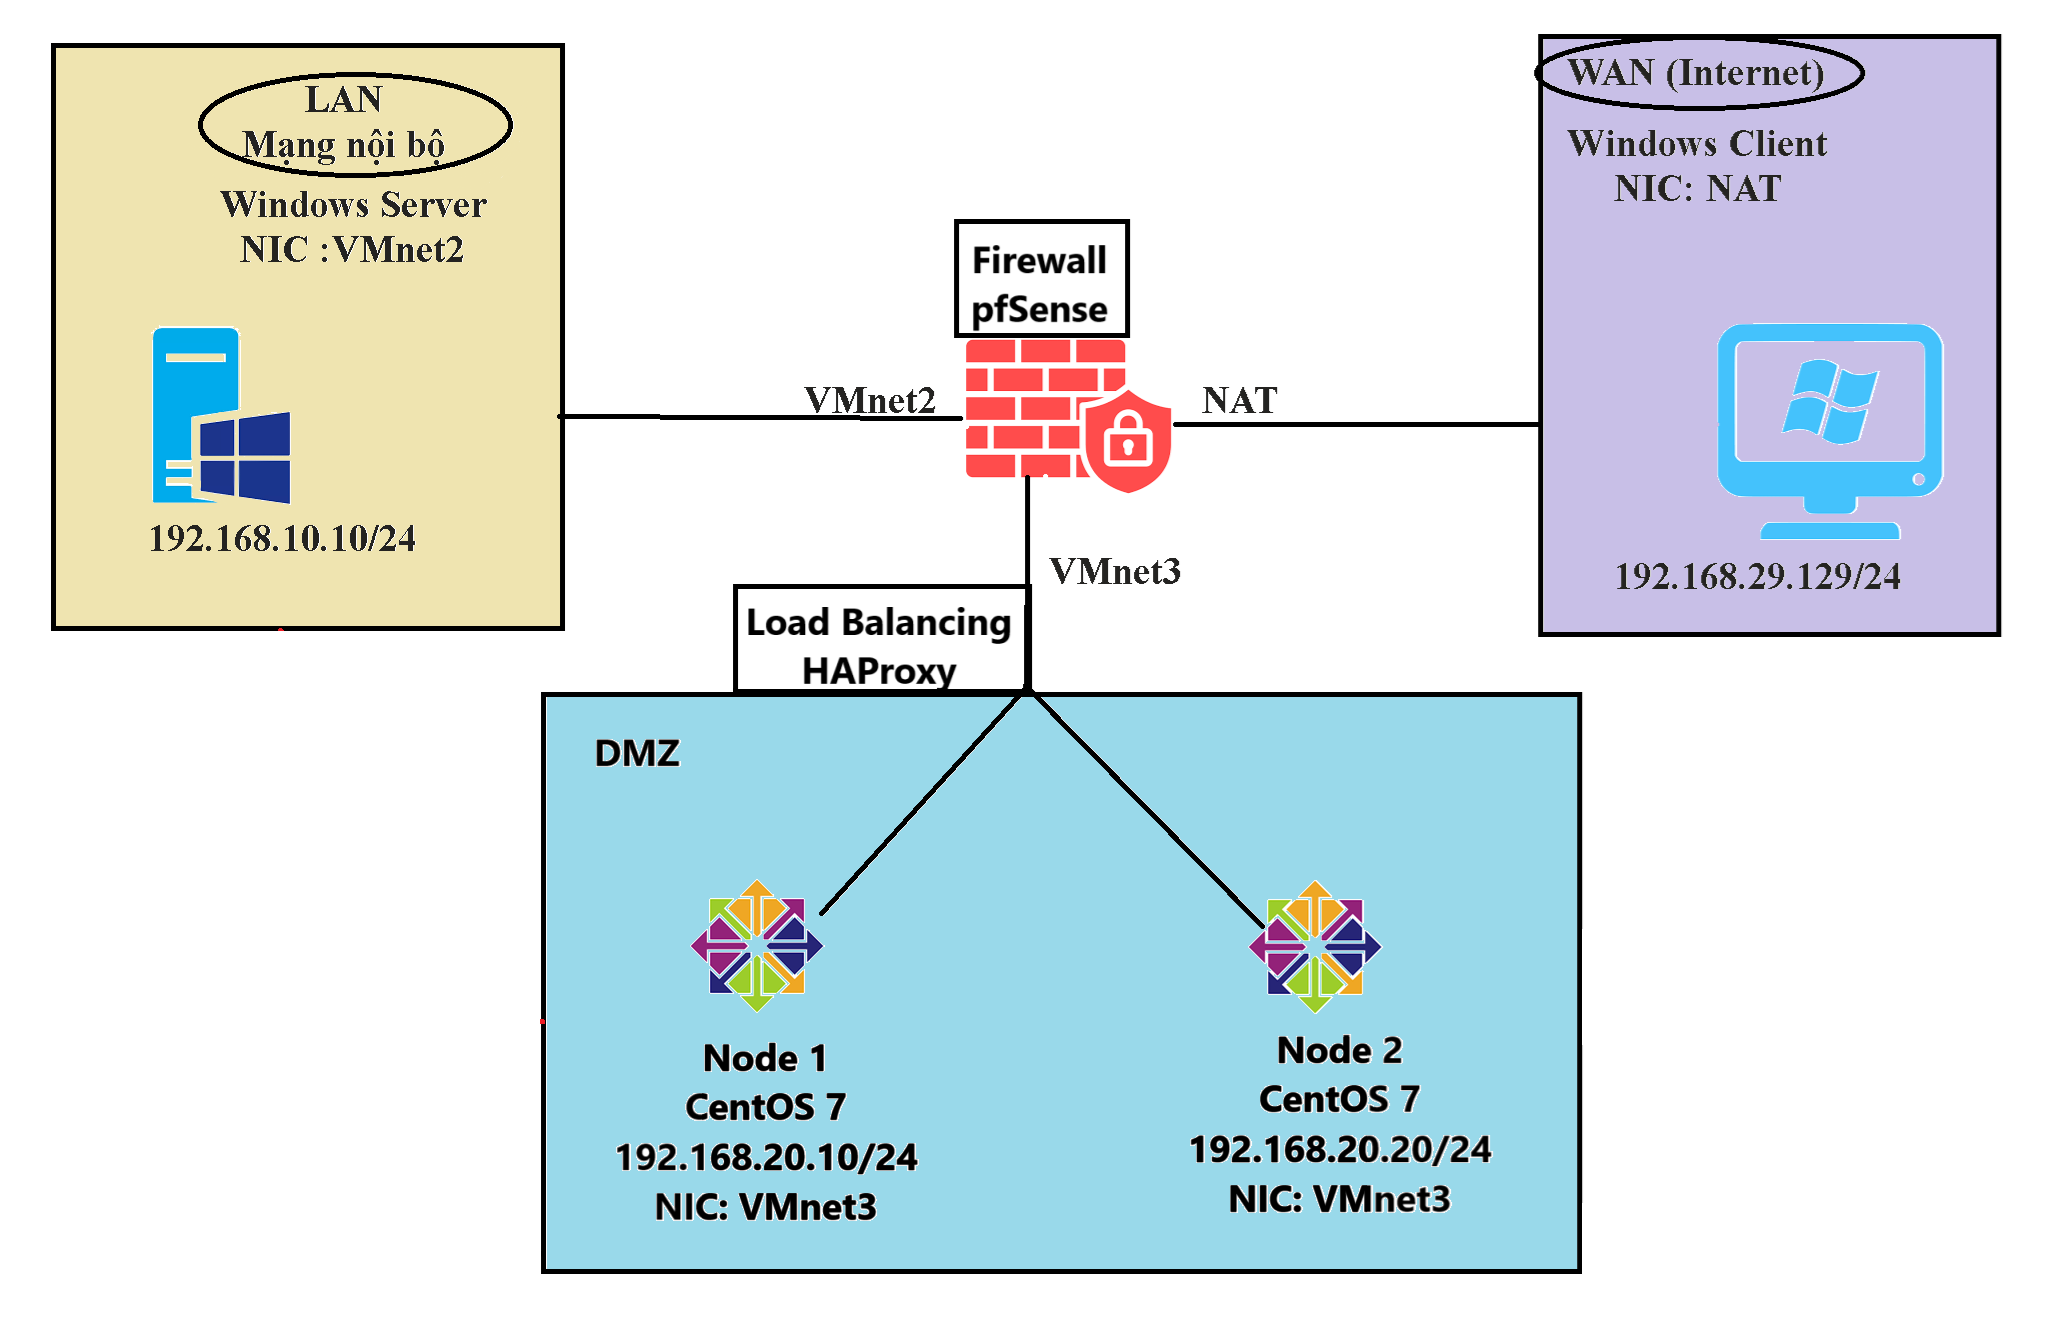 LAN
Mạng nội bộ
Windows Server
NIC :VMnet2
192.168.10.10/24
Firewall
pfSense
VMnet2
NAT
VMnet3
WAN (Internet)
Windows Client
NIC: NAT
192.168.29.129/24
Load Balancing
HAProxy
DMZ
Node 1
CentOS 7
192.168.20.10/24
NIC: VMnet3
Node 2
CentOS 7
192.168.20.20/24
NIC: VMnet3